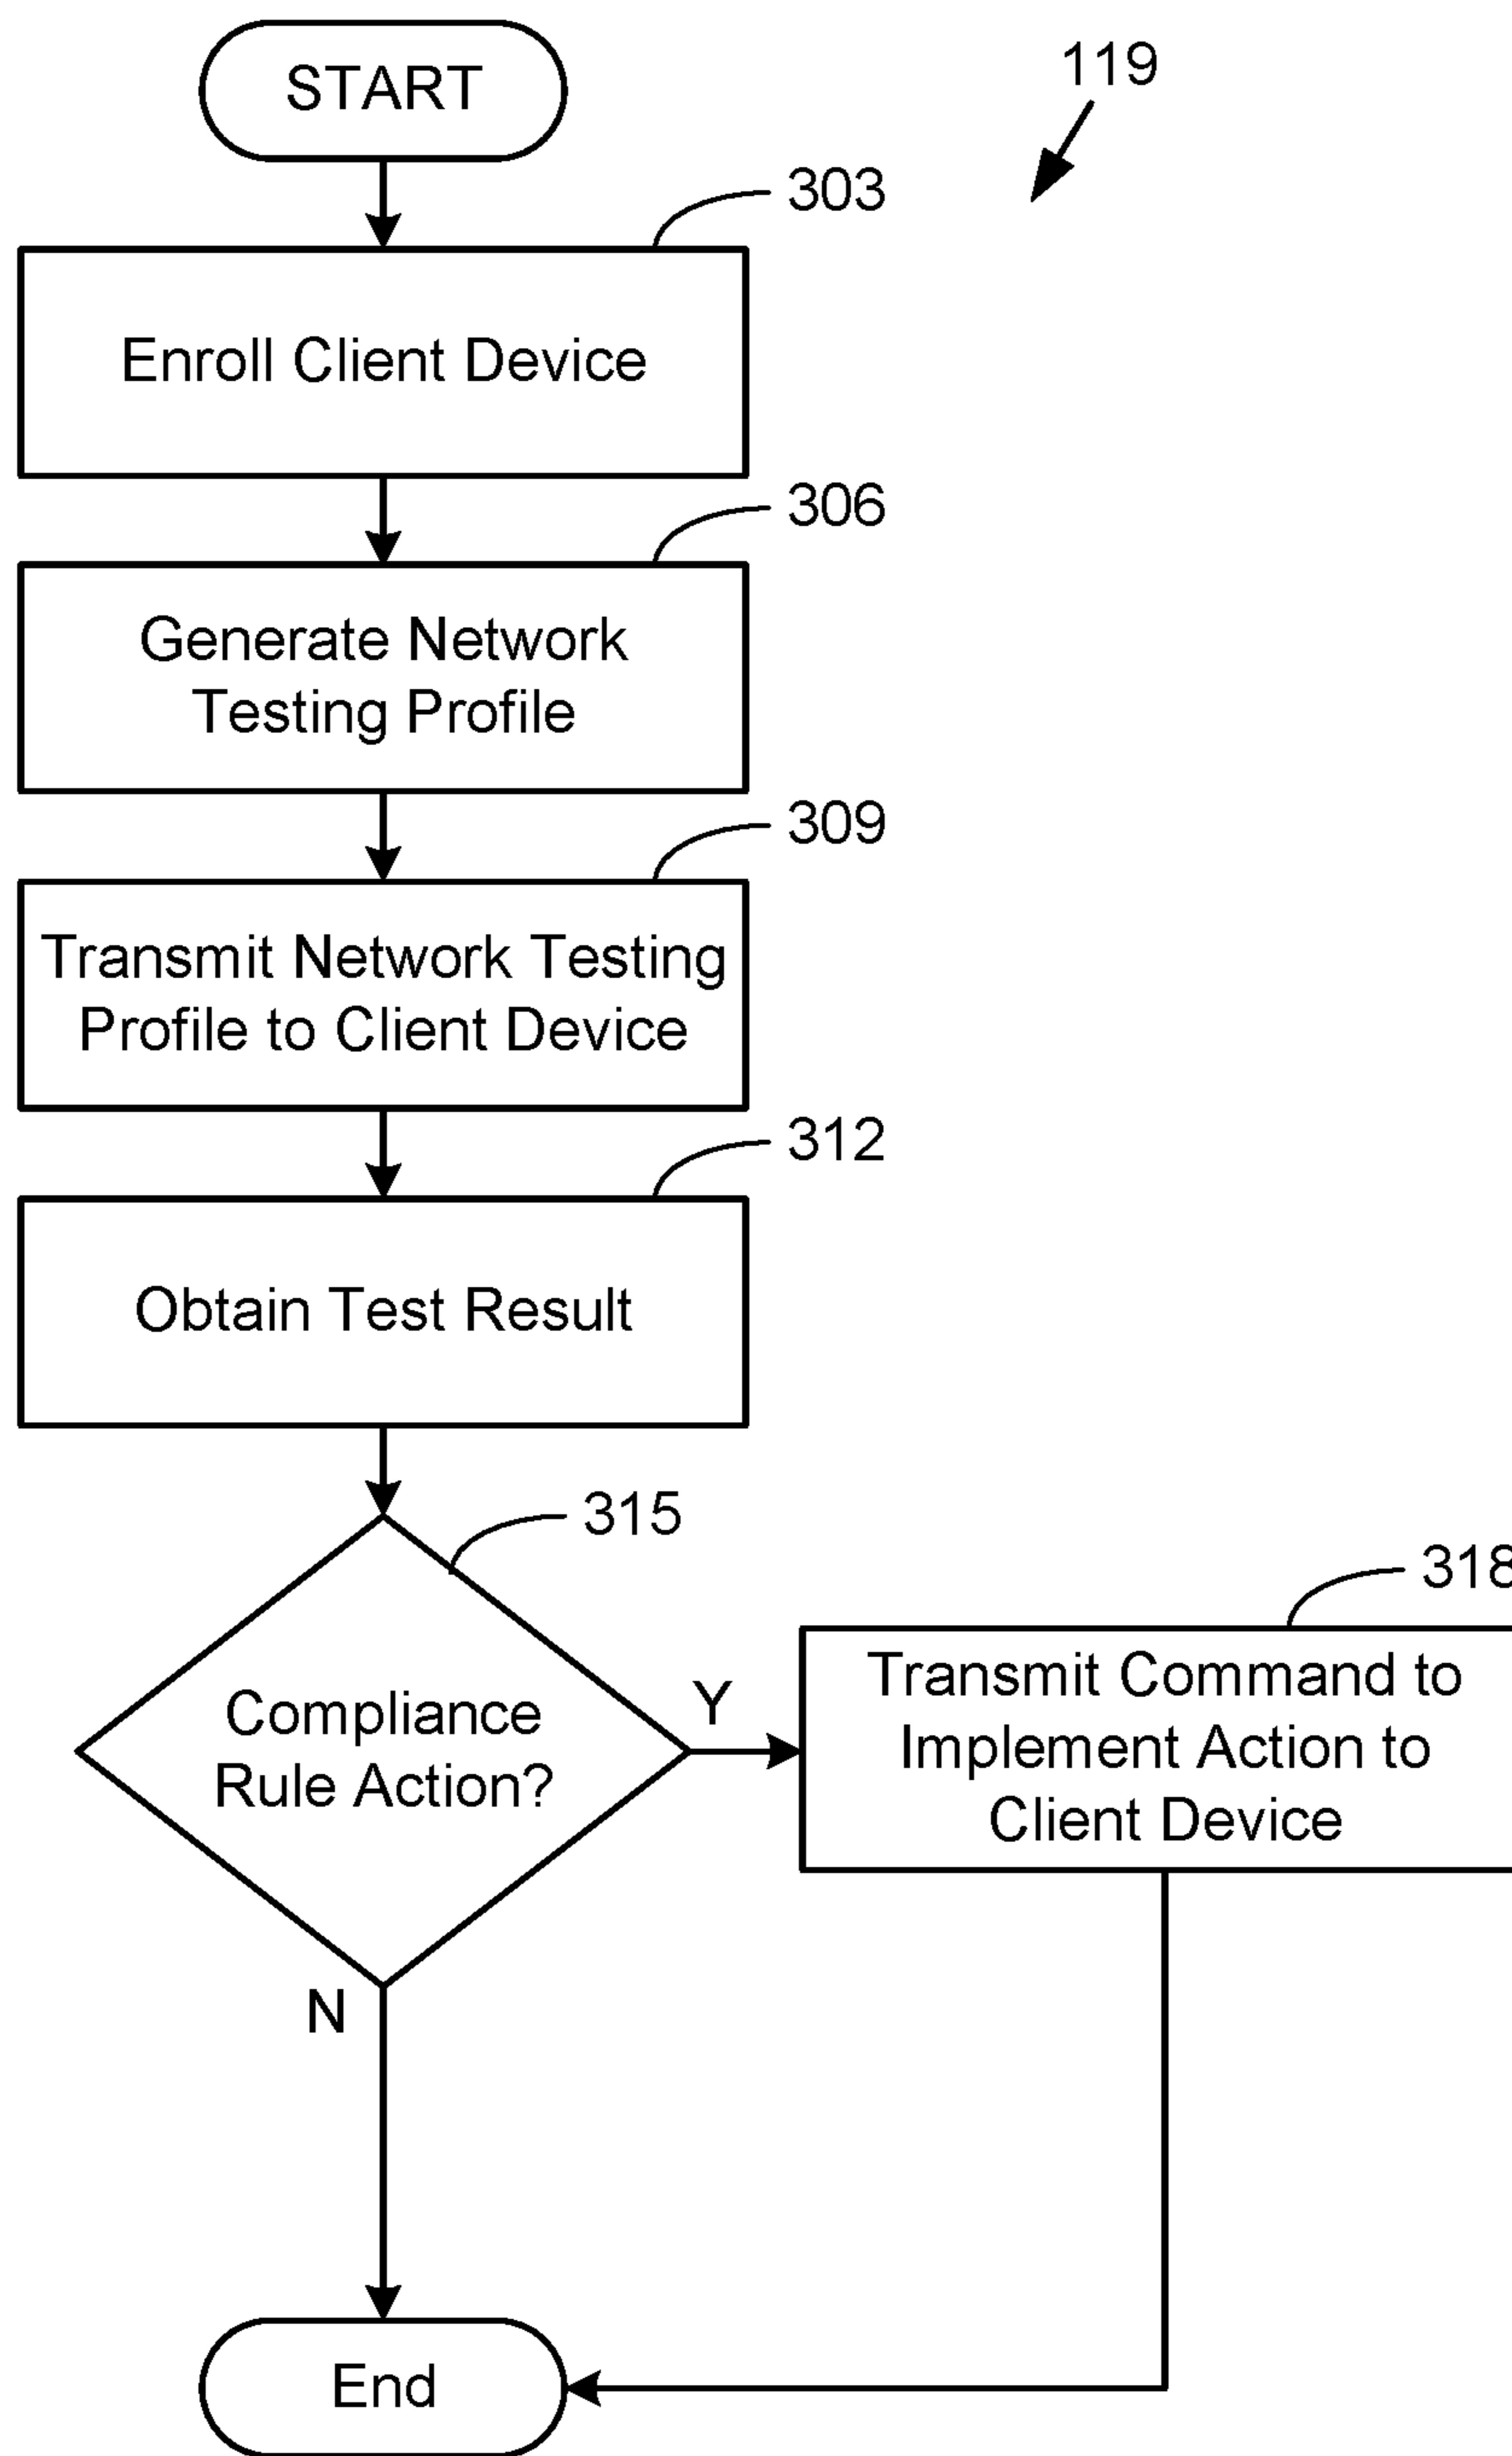 START
119
303
Enroll Client Device
306
Generate Network
Testing Profile
309
Transmit Network Testing
Profile to Client Device
312
Obtain Test Result
315
Compliance
Rule Action?
Y
318
Transmit Command to
Implement Action to
Client Device
N
End